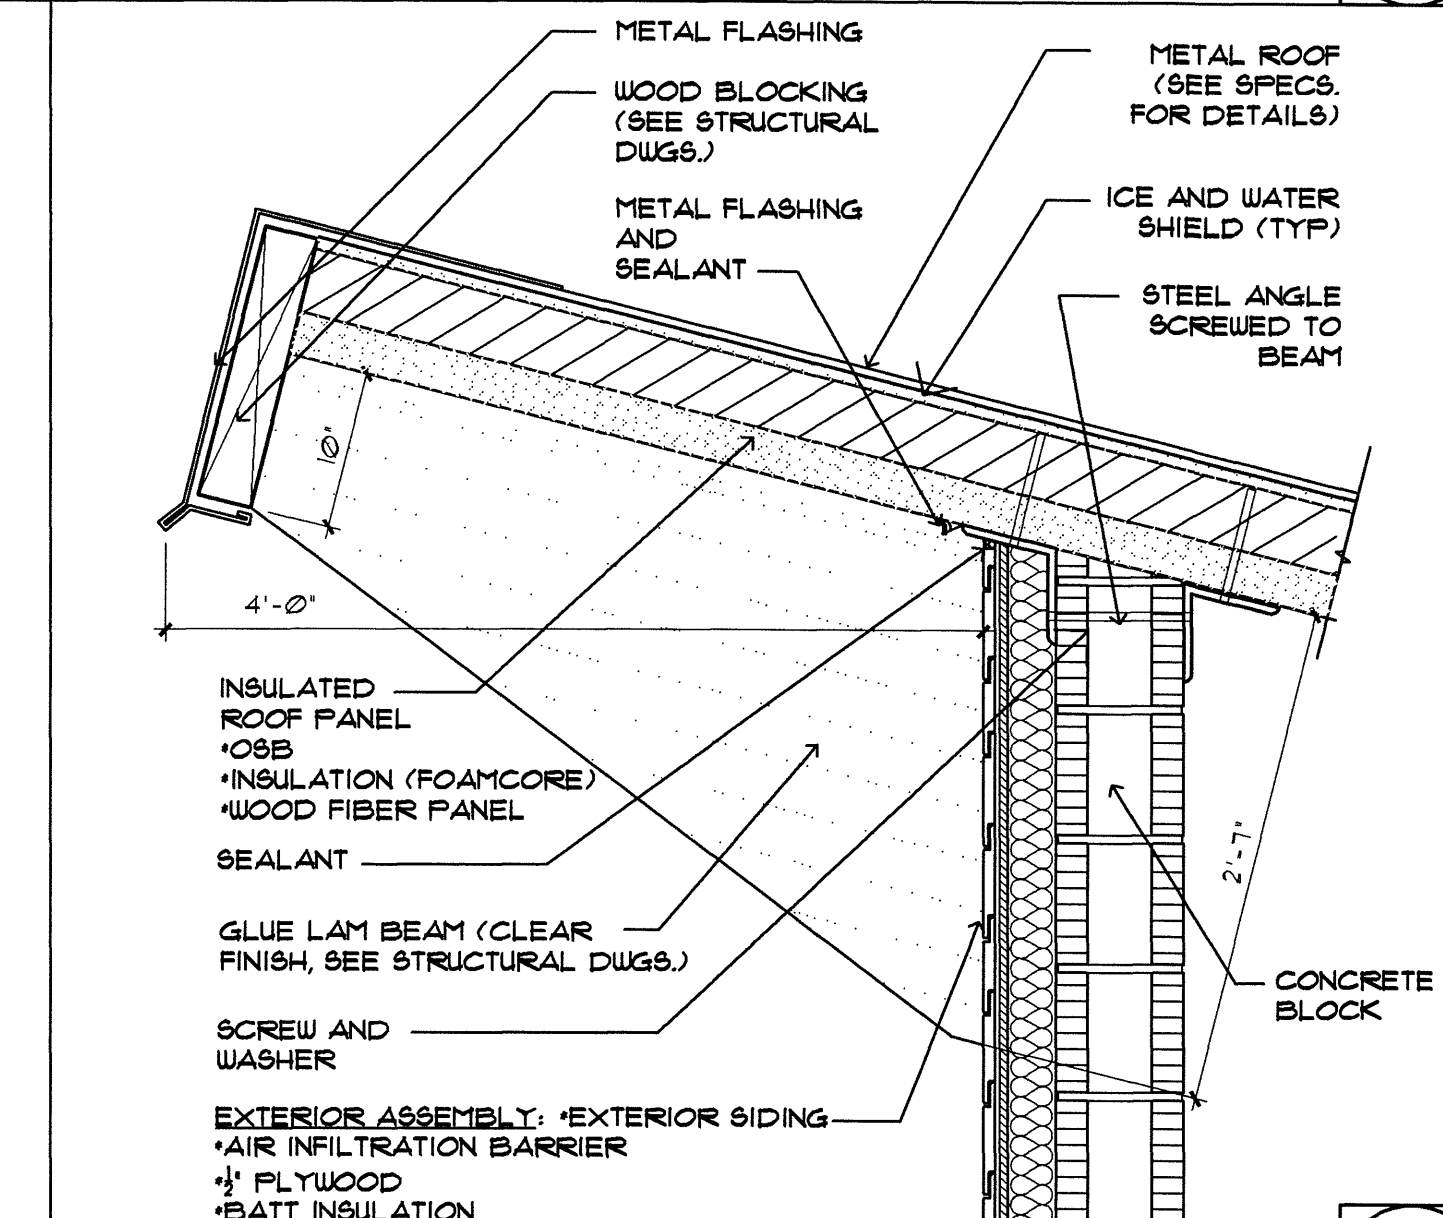 METAL FLASHING
WOOD BLOCKING
(SEE STRUCTURAL
DWGS.)
METAL FLASHING
AND
SEALANT
METAL ROOF
(SEE SPECS.
FOR DETAILS)
ICE AND WATER
SHIELD (TYP)
STEEL ANGLE
SCREWED TO
BEAM
10"
4'-0"
INSULATED
ROOF PANEL
*OSB
*INSULATION (FOAMCORE)
*WOOD FIBER PANEL
SEALANT
GLUE LAM BEAM (CLEAR
FINISH, SEE STRUCTURAL DWGS.)
SCREW AND
WASHER
2'-7"
CONCRETE
BLOCK
EXTERIOR ASSEMBLY: *EXTERIOR SIDING
*AIR INFILTRATION BARRIER
*½" PLYWOOD
*BATT INSULATION